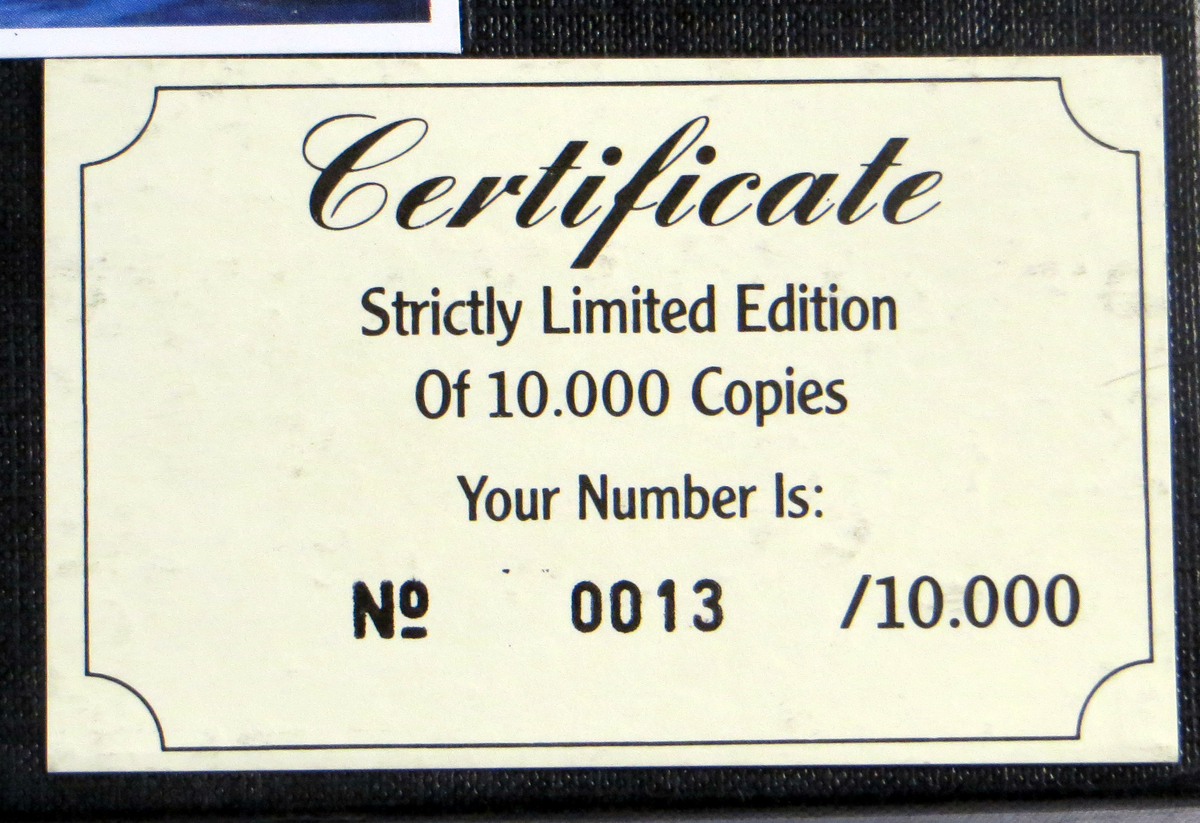 Certificate
Strictly Limited Edition
Of 10.000 Copies
Your Number Is:
Nº 0013 /10.000